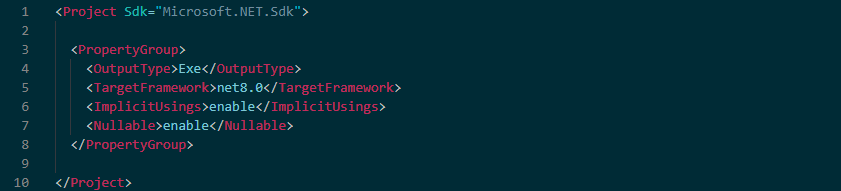 1 <Project Sdk="Microsoft.NET.Sdk">
2
3 <PropertyGroup>
4 <OutputType>Exe</OutputType>
5 <TargetFramework>net8.0</TargetFramework>
6 <ImplicitUsings>enable</ImplicitUsings>
7 <Nullable>enable</Nullable>
8 </PropertyGroup>
9
10 </Project>